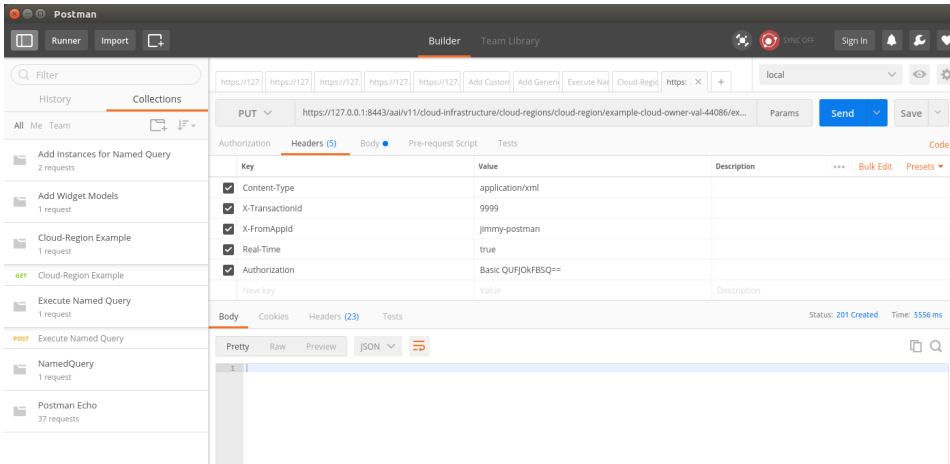 Postman
Runner Import Builder Team Library SYNC OFF Sign In
Filter
History Collections
All Me Team
Add Instances for Named Query
2 requests
Add Widget Models
1 request
Cloud-Region Example
1 request
GET Cloud-Region Example
Execute Named Query
1 request
POST Execute Named Query
NamedQuery
1 request
Postman Echo
37 requests
https://127. https://127. https://127. https://127. https://127. Add Custom Add Generi Execute Nam Cloud-Regio https: X + local
PUT https://127.0.0.1:8443/aai/v11/cloud-infrastructure/cloud-regions/cloud-region/example-cloud-owner-val-44086/ex... Params Send Save
Authorization Headers (5) Body Pre-request Script Tests Code
Key Value Description ••• Bulk Edit Presets
Content-Type application/xml
X-TransactionId 9999
X-FromAppId jimmy-postman
Real-Time true
Authorization Basic QUFJOkFBSQ==
New key Value Description
Body Cookies Headers (23) Tests Status: 201 Created Time: 5556 ms
Pretty Raw Preview JSON
1